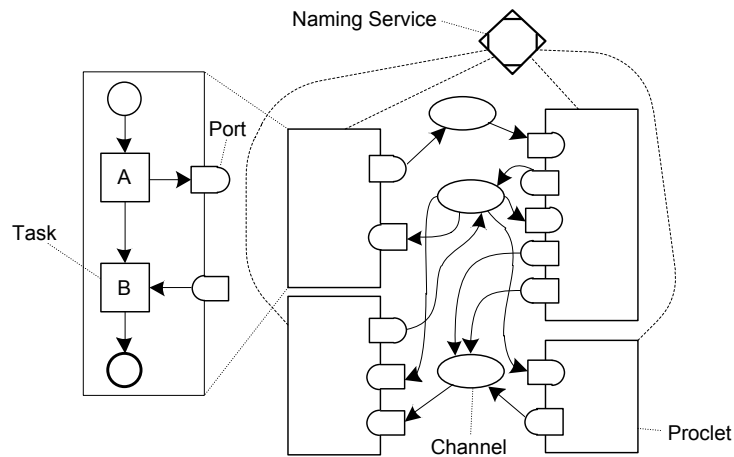 Naming Service
Port
A
Task
B
Channel
Proclet